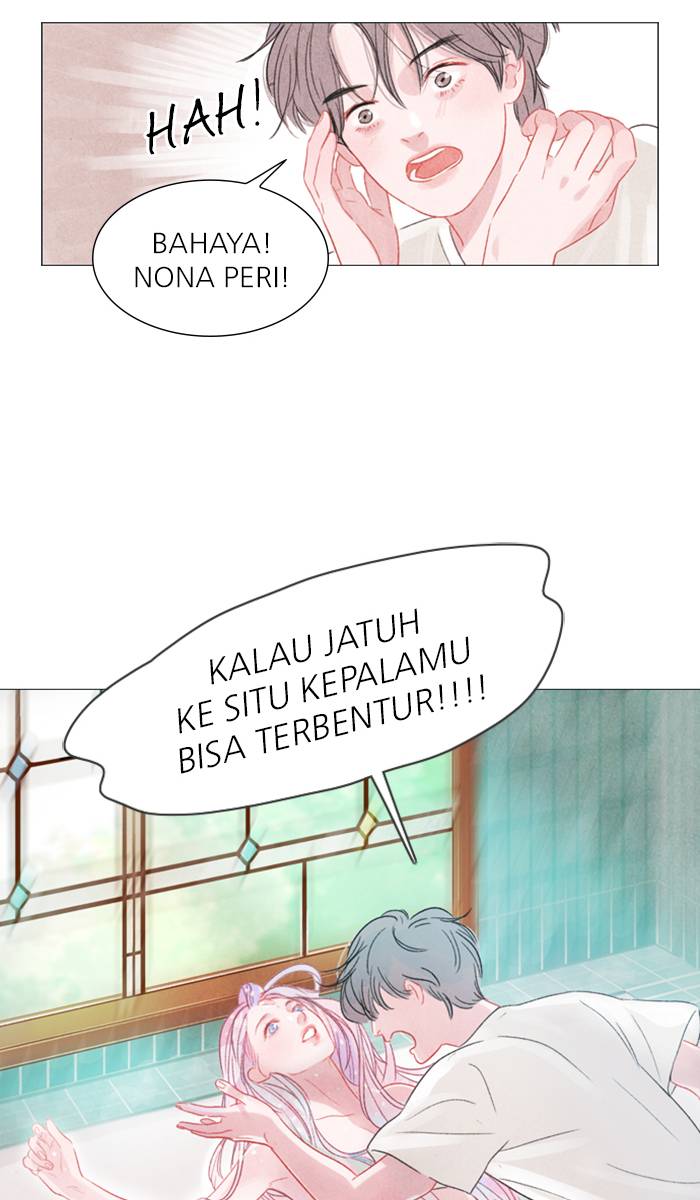 HAH!
BAHAYA!
NONA PERI!
KALAU JATUH
KE SITU KEPALAMU
BISA TERBENTUR!!!!